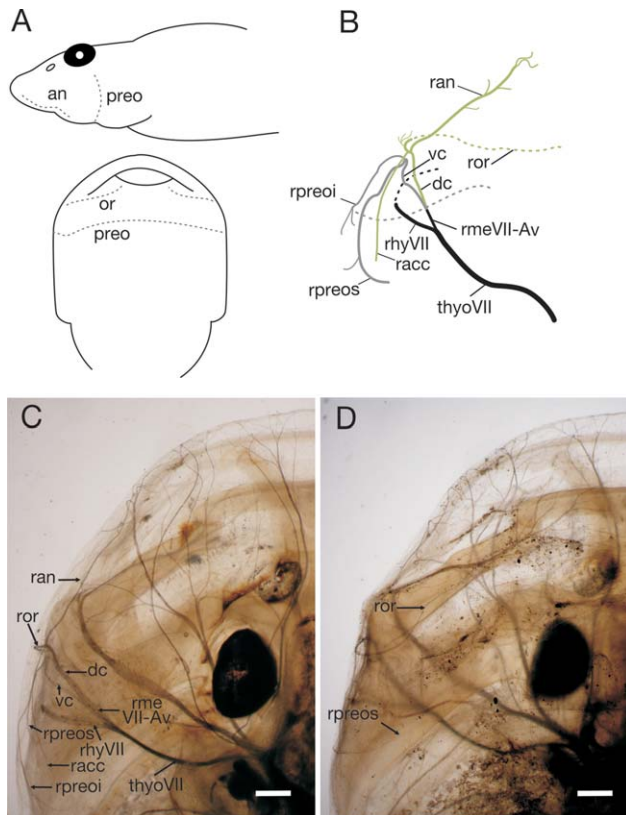 A
an
preo
or
preo
B
ran
vc
ror
dc
rpreoi
rmeVII-Av
rhyVII
racc
rpreos
thyoVII
C
ran
ror
dc
vc
rme
VII-Av
rpreos
rhyVII
racc
thyoVII
rpreoi
D
ror
rpreos